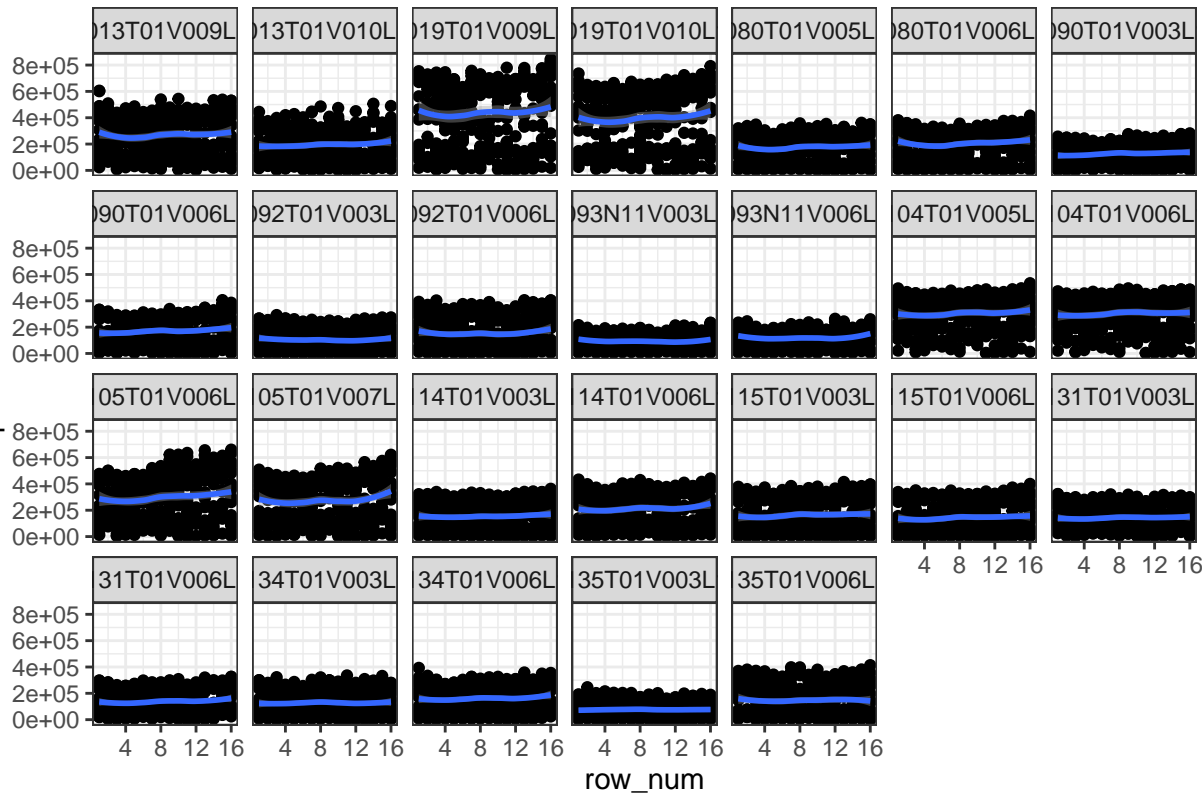 013T01V009L 013T01V010L 019T01V009L 019T01V010L 080T01V005L 080T01V006L 090T01V003L
8e+05
6e+05
4e+05
2e+05
0e+00
090T01V006L 092T01V003L 092T01V006L 093N11V003L 093N11V006L 04T01V005L 04T01V006L
8e+05
6e+05
4e+05
2e+05
0e+00
05T01V006L 05T01V007L 14T01V003L 14T01V006L 15T01V003L 15T01V006L 31T01V003L
8e+05
6e+05
4e+05
2e+05
0e+00
4 8 12 16 4 8 12 16
31T01V006L 34T01V003L 34T01V006L 35T01V003L 35T01V006L
8e+05
6e+05
4e+05
2e+05
0e+00
4 8 12 16 4 8 12 16 4 8 12 16 4 8 12 16 4 8 12 16
row_num